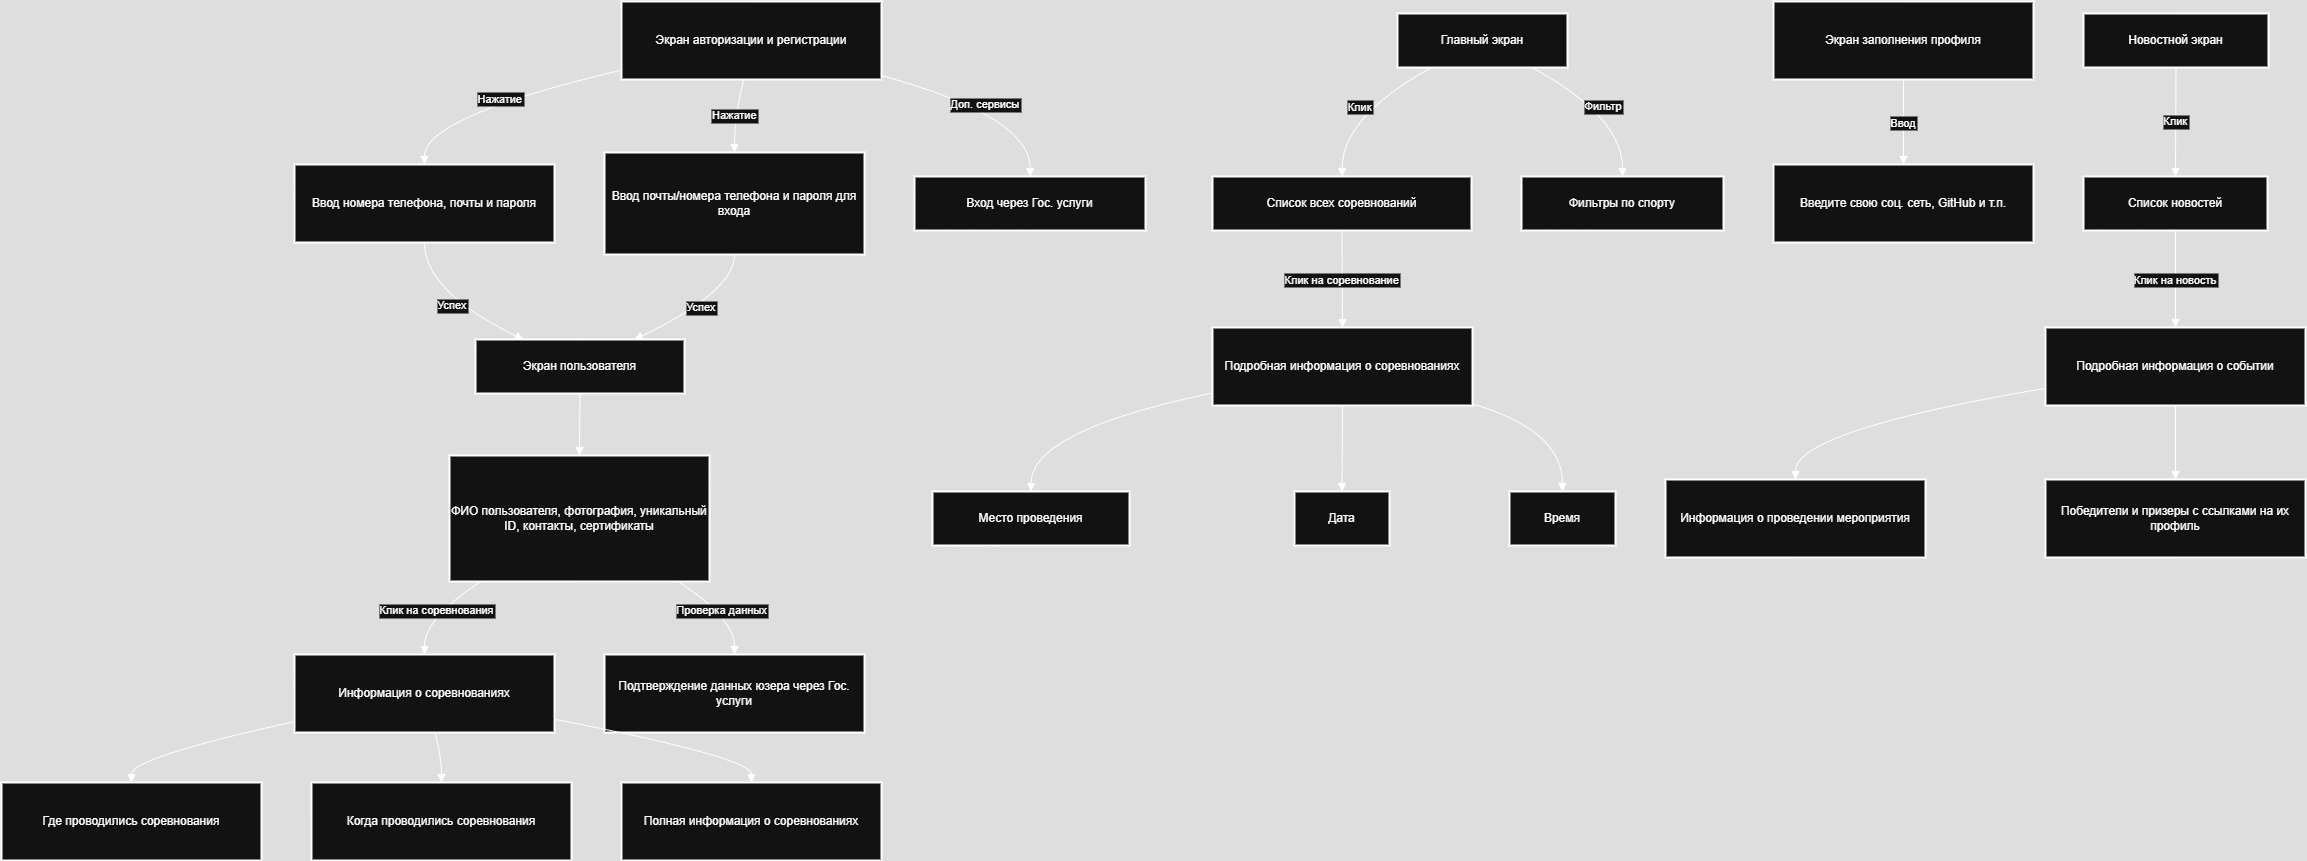 Экран авторизации и регистрации
Главный экран
Экран заполнения профиля
Новостной экран
Нажатие
Нажатие
Доп. сервисы
Клик
Фильтр
Ввод
Клик
Ввод номера телефона, почты и пароля
Ввод почты/номера телефона и пароля для
входа
Вход через Гос. услуги
Список всех соревнований
Фильтры по спорту
Введите свою соц. сеть, GitHub и т.п.
Список новостей
Успех
Успех
Клик на соревнование
Клик на новость
Экран пользователя
Подробная информация о соревнованиях
Подробная информация о событии
ФИО пользователя, фотография, уникальный
ID, контакты, сертификаты
Место проведения
Дата
Время
Информация о проведении мероприятия
Победители и призеры с ссылками на их
профиль
Клик на соревнования
Проверка данных
Информация о соревнованиях
Подтверждение данных юзера через Гос.
услуги
Где проводились соревнования
Когда проводились соревнования
Полная информация о соревнованиях